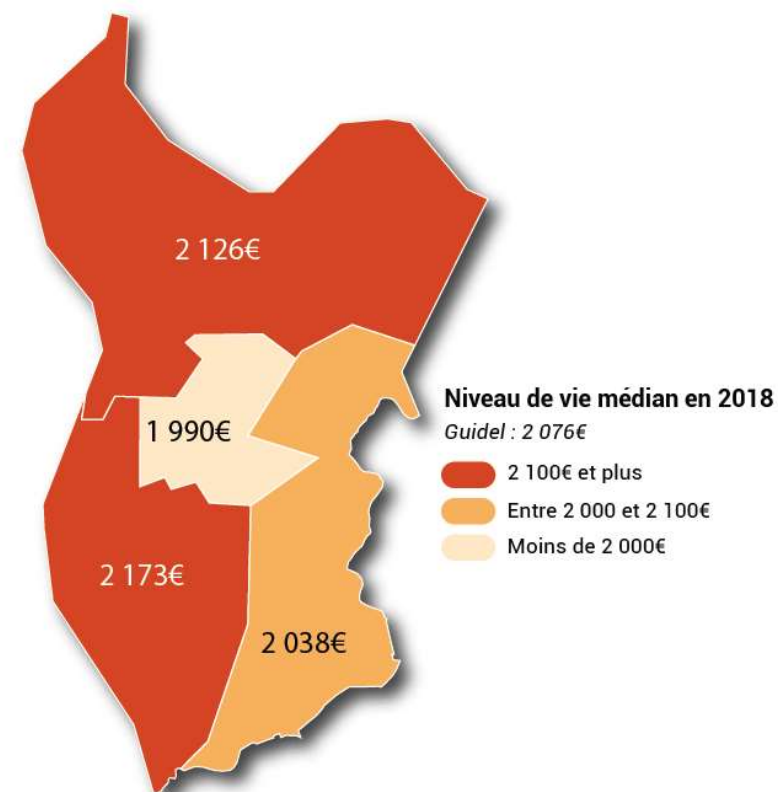 2 126€
1 990€
2 173€
2 038€
Niveau de vie médian en 2018
Guidel : 2 076€
2 100€ et plus
Entre 2 000 et 2 100€
Moins de 2 000€